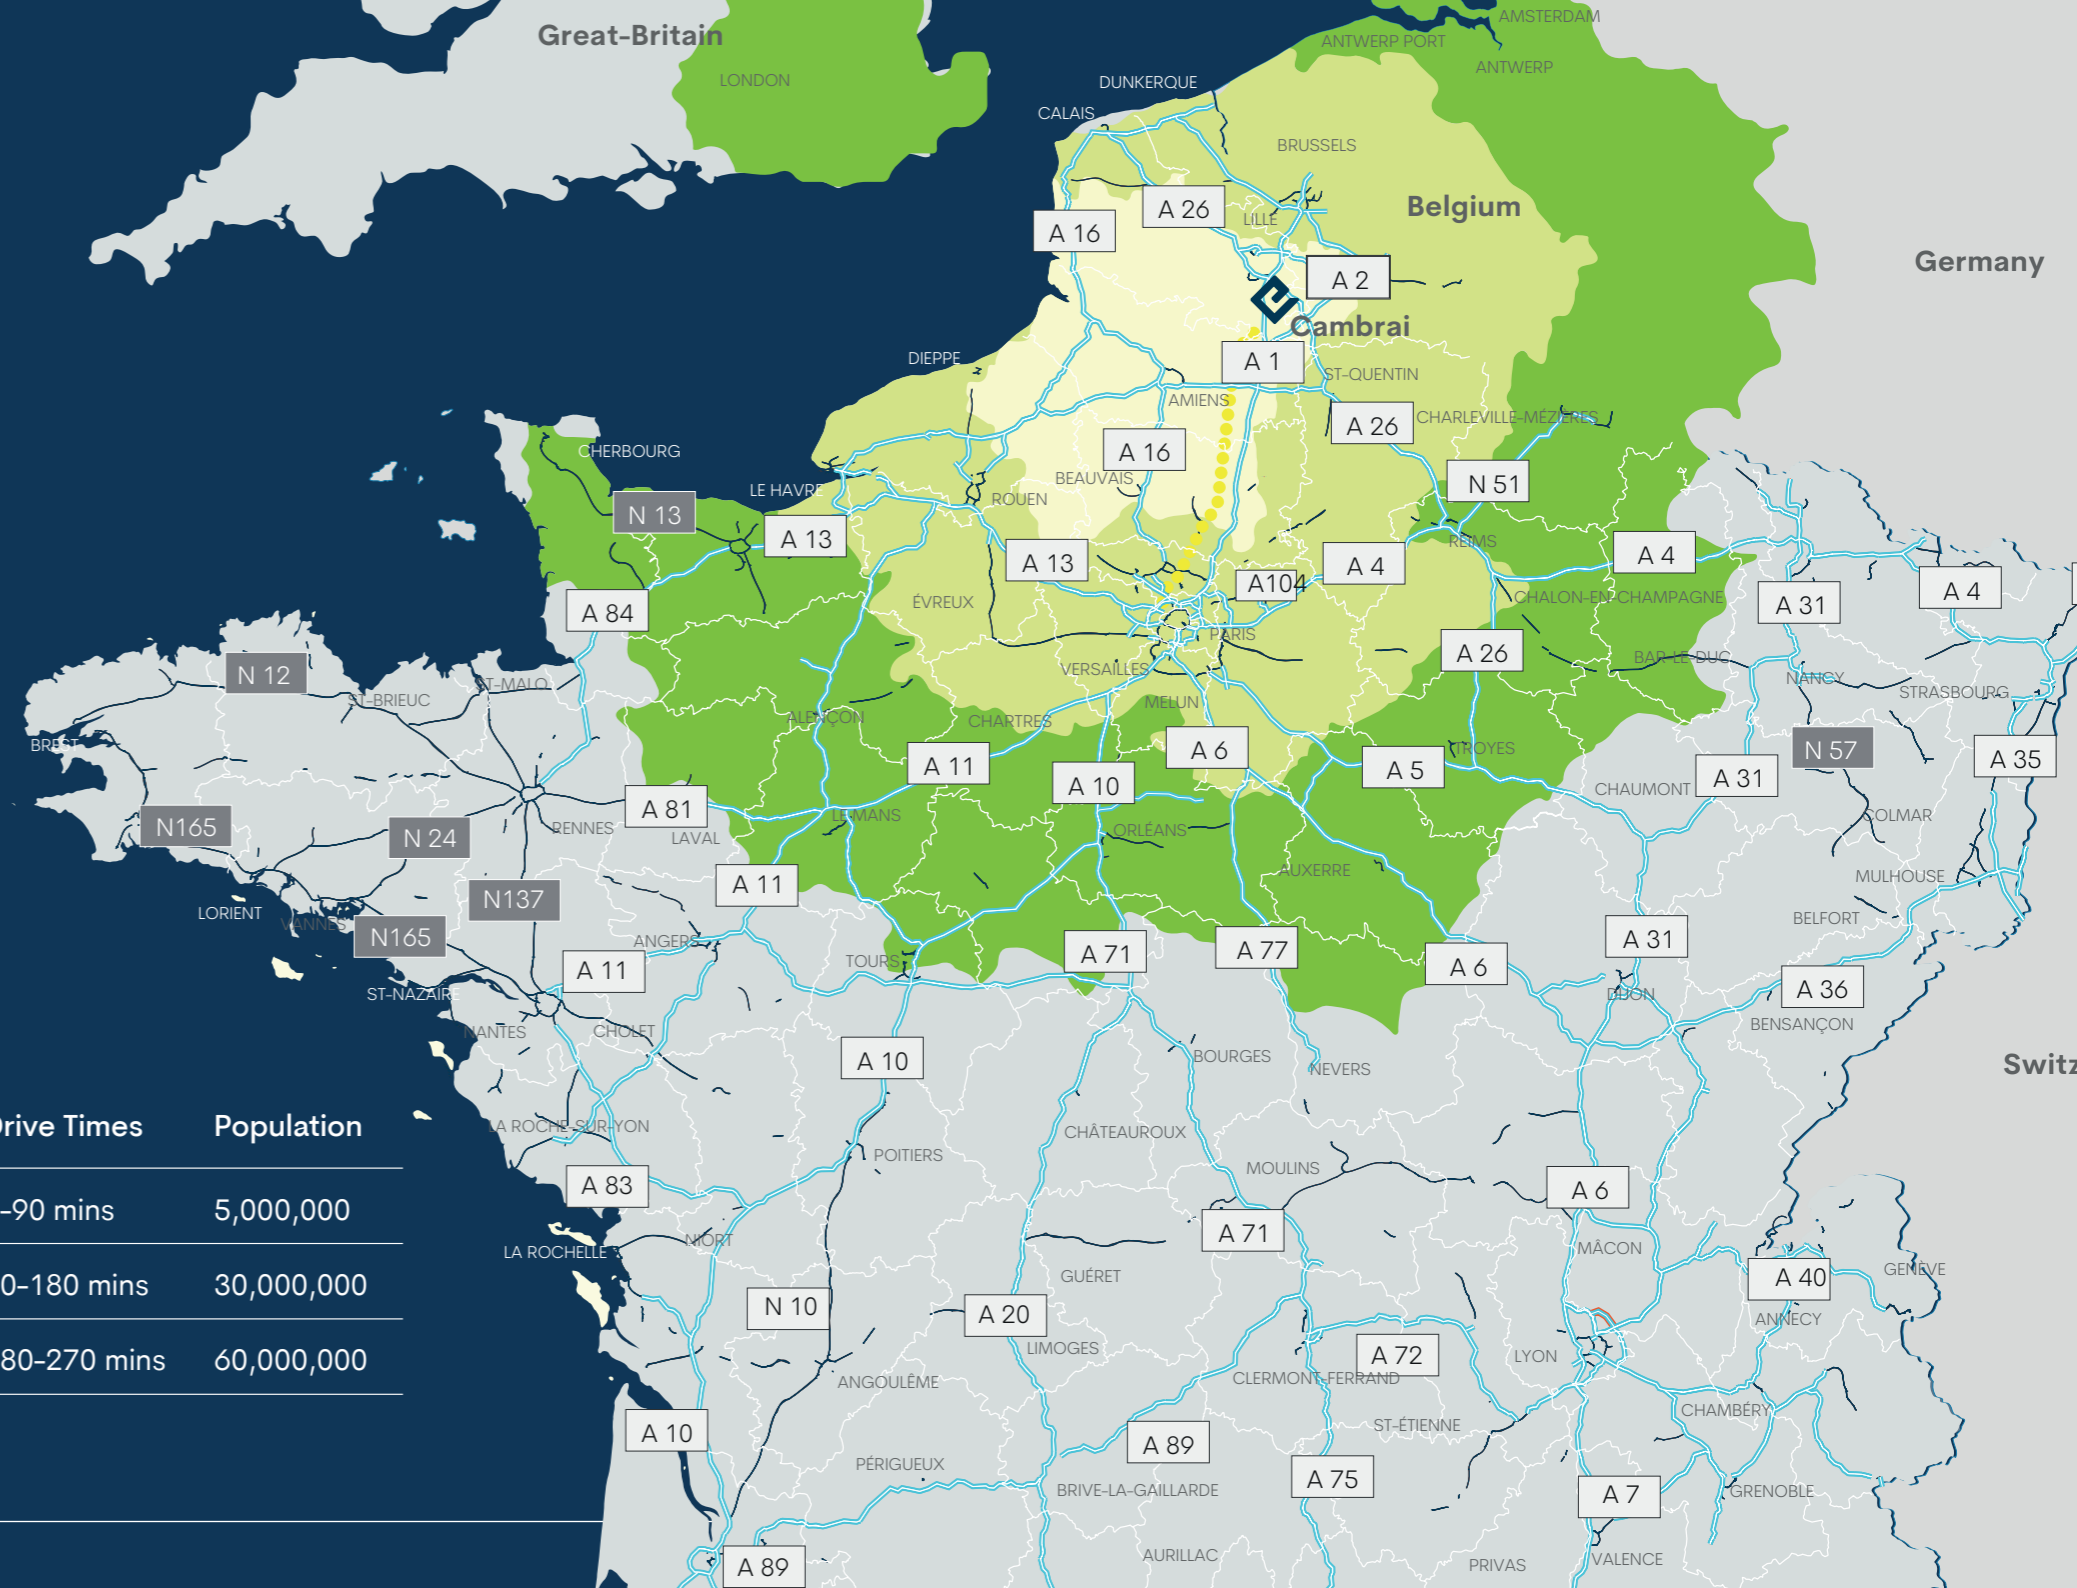 AMSTERDAM
Great-Britain
ANTWERP PORT
ANTWERP
LONDON
DUNKERQUE
CALAIS
BRUSSELS
A 26
Belgium
LILLE
A 16
Germany
A 2
Cambrai
DIEPPE
A 1
ST-QUENTIN
AMIENS
CHARLEVILLE-MÉZIÈRES
A 26
CHERBOURG
A 16
BEAUVAIS
N 51
LE HAVRE
ROUEN
N 13
A 13
REIMS
A 4
A 13
A 4
A104
A 4
CHALON-EN-CHAMPAGNE
A 31
ÉVREUX
A 84
PARIS
A 26
BAR-LE-DUC
VERSAILLES
N 12
NANCY
ST-MALO
STRASBOURG
ST-BRIEUC
MELUN
ALENÇON
CHARTRES
BREST
TROYES
A 6
N 57
A 35
A 11
A 5
A 31
A 10
CHAUMONT
A 81
LE MANS
COLMAR
N165
RENNES
ORLÉANS
N 24
LAVAL
AUXERRE
MULHOUSE
A 11
N137
LORIENT
BELFORT
VANNES
N165
ANGERS
A 31
A 71
A 77
TOURS
A 6
A 11
ST-NAZAIRE
DIJON
A 36
BENSANÇON
NANTES
CHOLET
A 10
BOURGES
NEVERS
Switz
rive Times Population
LA ROCHE-SUR-YON
CHÂTEAUROUX
POITIERS
MOULINS
A 83
A 6
-90 mins 5,000,000
A 71
NIORT
MÂCON
LA ROCHELLE
GENÈVE
GUÉRET
A 40
0-180 mins 30,000,000
N 10
A 20
ANNECY
LIMOGES
LYON
A 72
80-270 mins 60,000,000
CLERMONT-FERRAND
ANGOULÊME
CHAMBÉRY
ST-ÉTIENNE
A 10
A 89
PÉRIGUEUX
A 75
BRIVE-LA-GAILLARDE
GRENOBLE
A 7
AURILLAC
VALENCE
PRIVAS
A 89